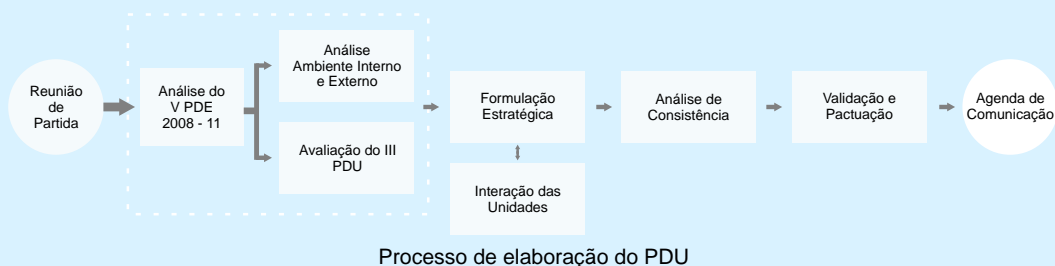 Reunião
de
Partida
Análise do
V PDE
2008 - 11
Análise
Ambiente Interno
e Externo
Avaliação do III
PDU
Formulação
Estratégica
Interação das
Unidades
Análise de
Consistência
Validação e
Pactuação
Agenda de
Comunicação
Processo de elaboração do PDU